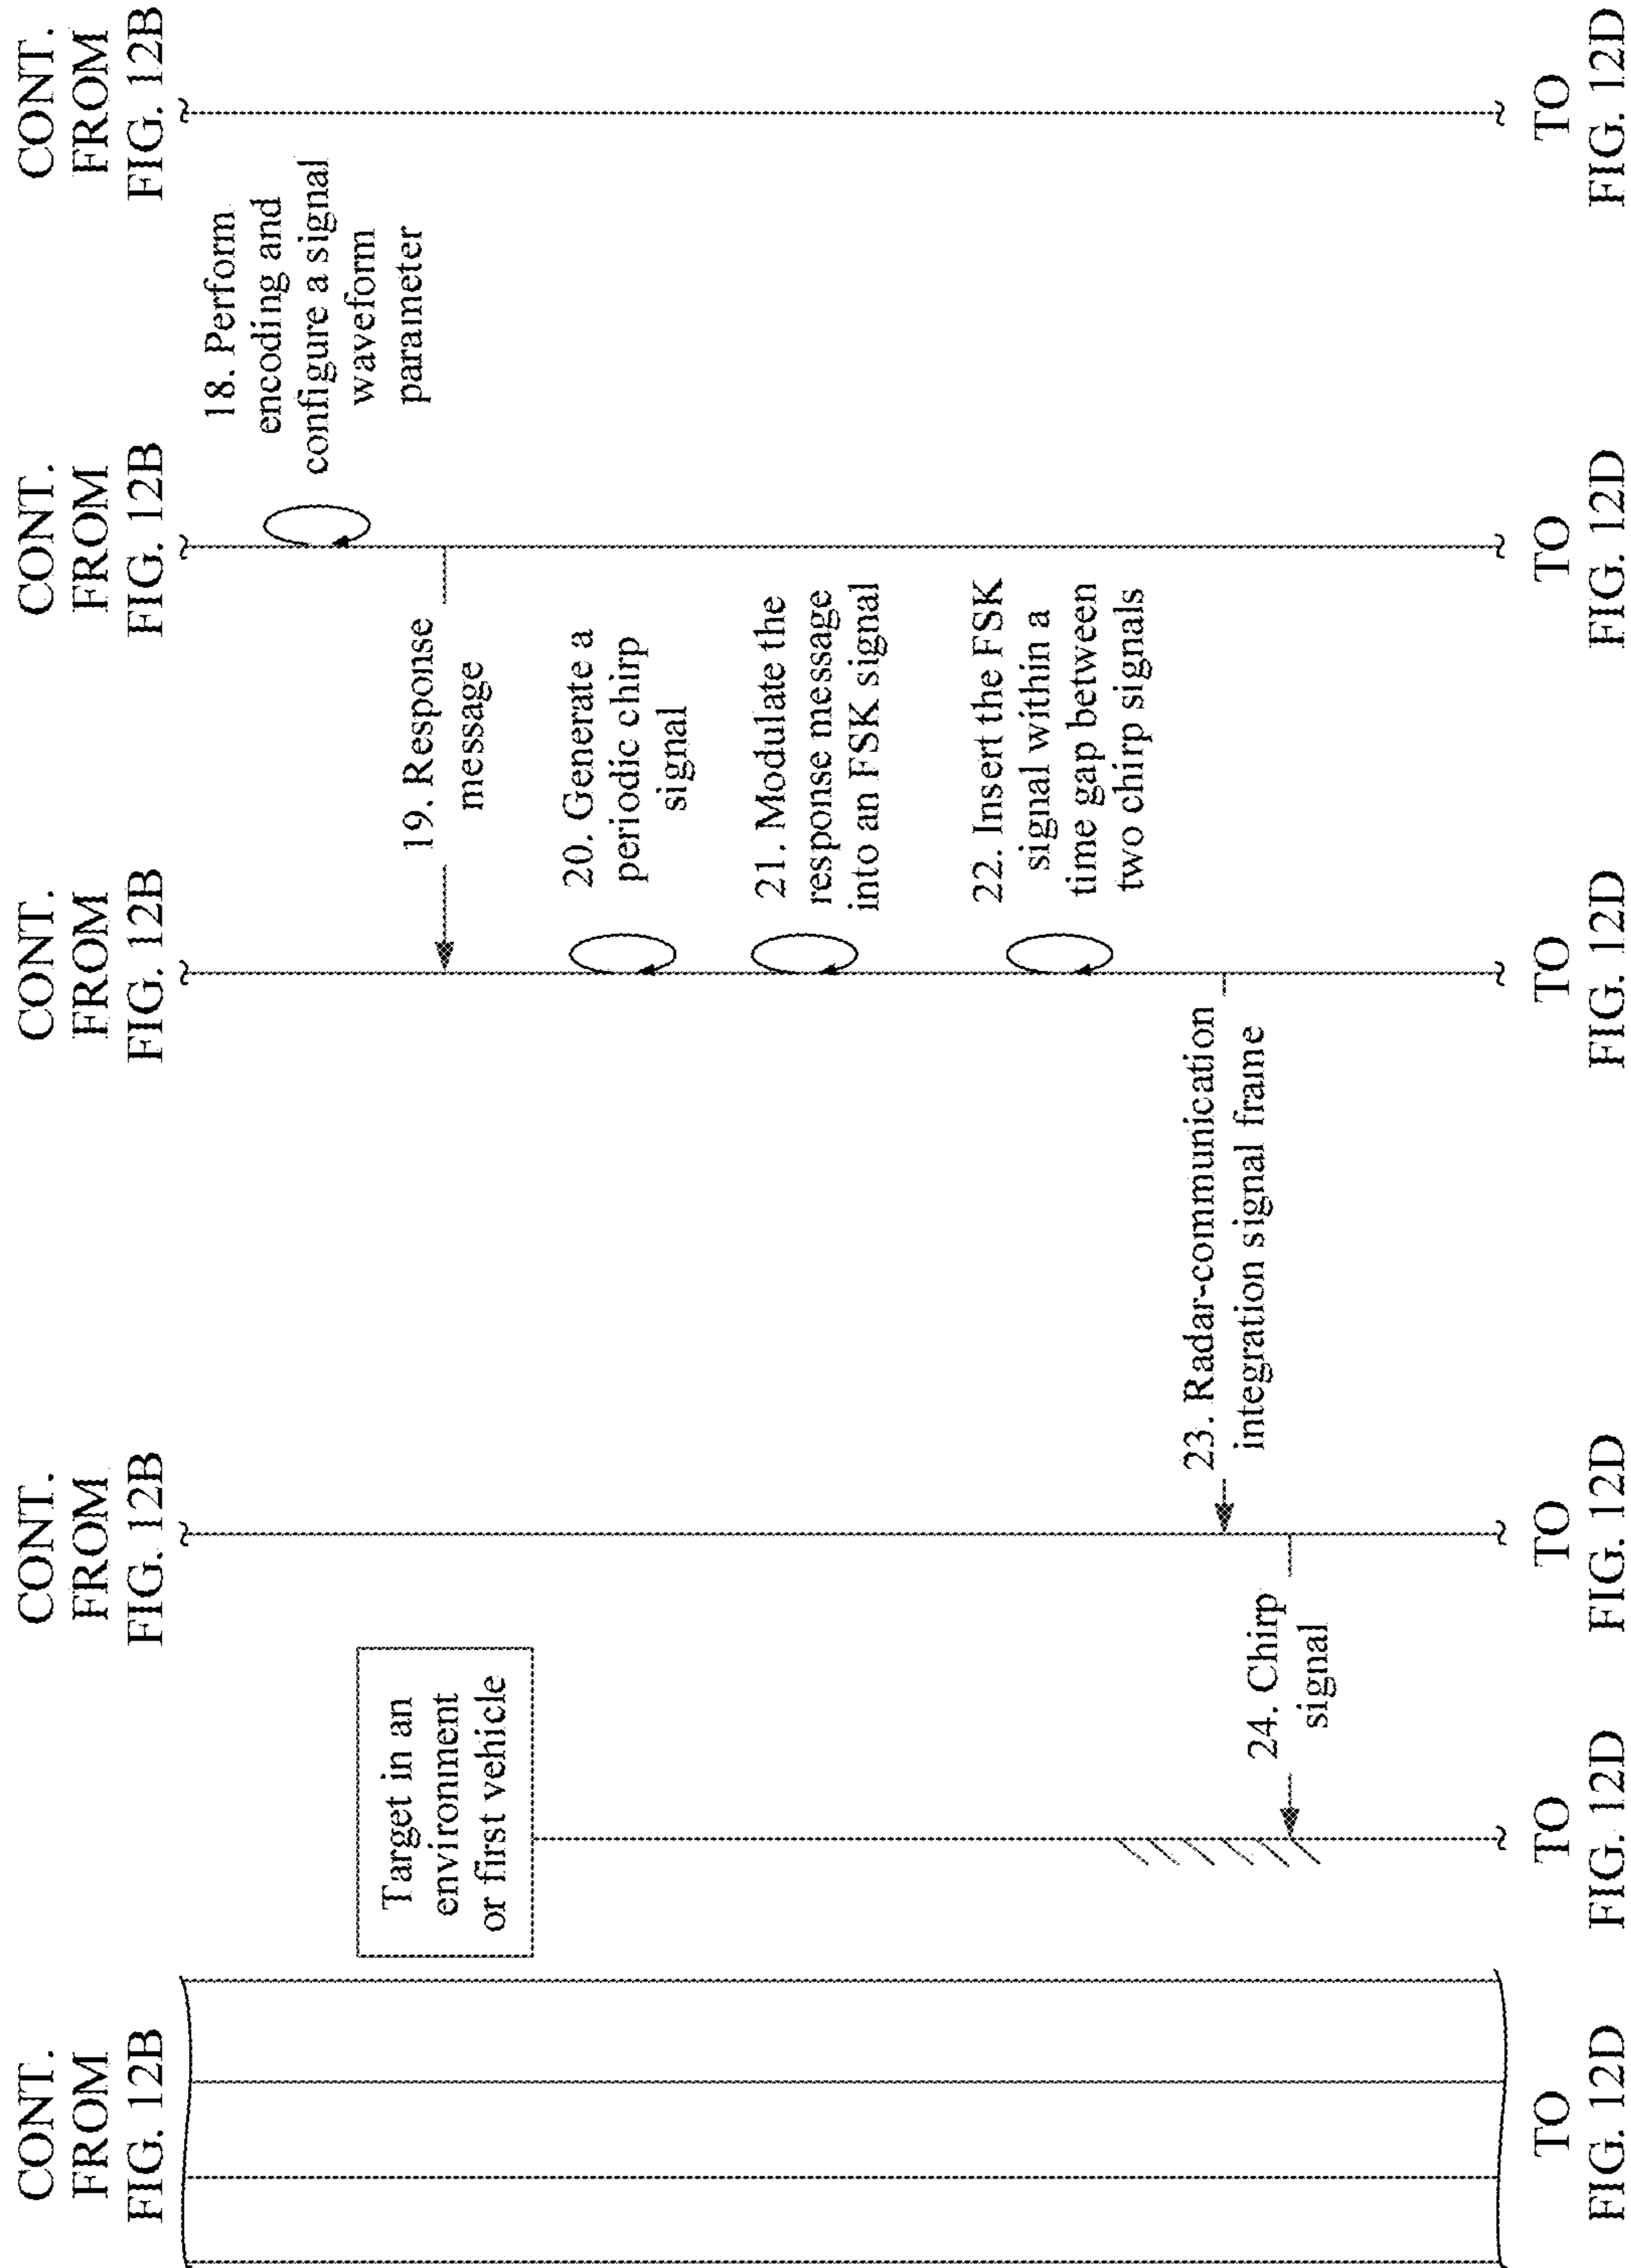 CONT.
FROM
FIG. 12B
CONT.
FROM
FIG. 12B
CONT.
FROM
FIG. 12B
CONT.
FROM
FIG. 12B
CONT.
FROM
FIG. 12B
18. Perform
encoding and
configure a signal
waveform
parameter
Target in an
environment
or first vehicle
19. Response
message
20. Generate a
periodic chirp
signal
21. Modulate the
response message
into an FSK signal
22. Insert the FSK
signal within a
time gap between
two chirp signals
23. Radar-communication
integration signal frame
24. Chirp
signal
TO
FIG. 12D
TO
FIG. 12D
TO
FIG. 12D
TO
FIG. 12D
TO
FIG. 12D
TO
FIG. 12D